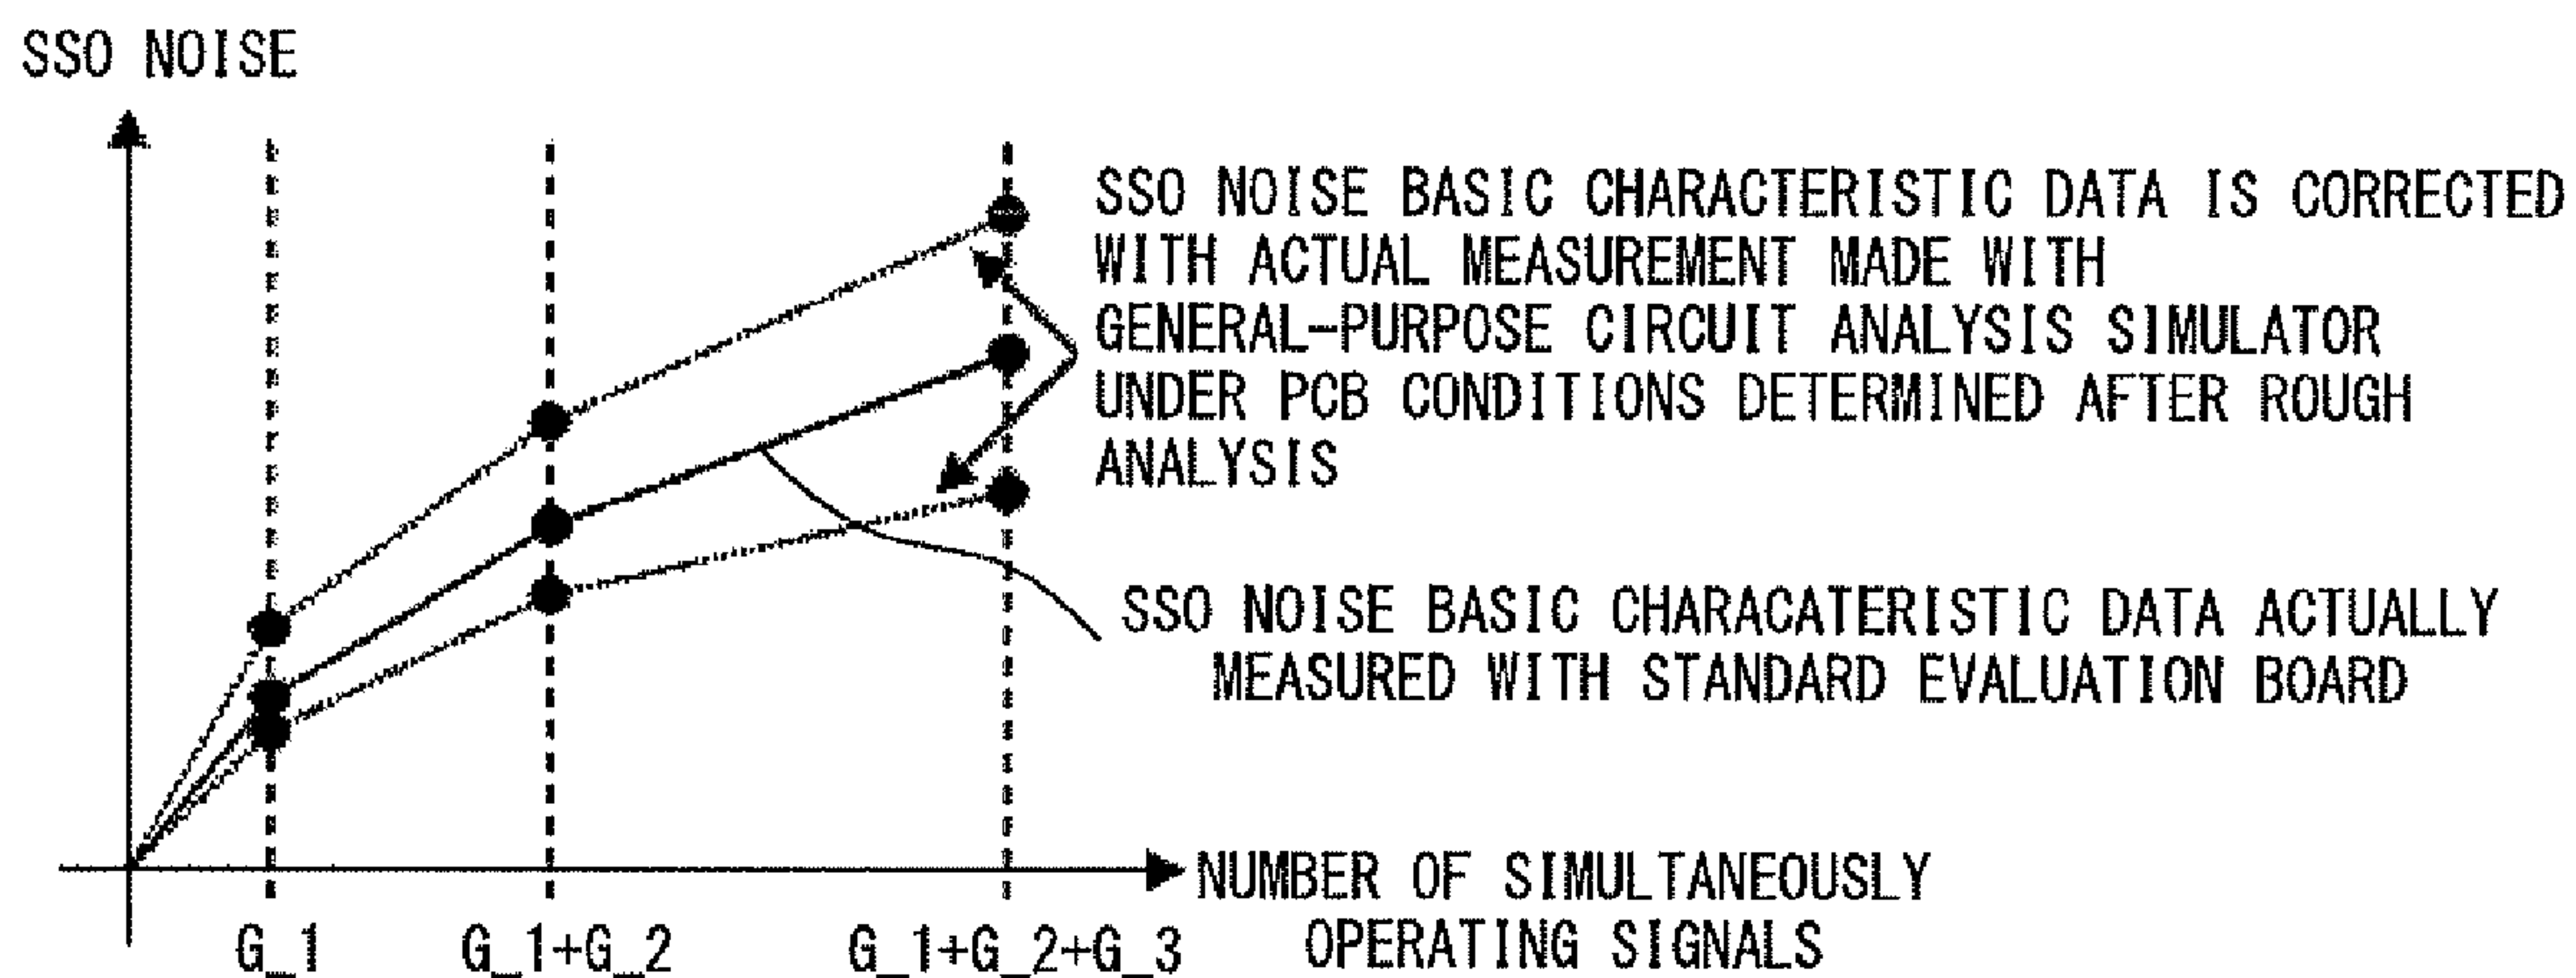 SSO NOISE
SSO NOISE BASIC CHARACTERISTIC DATA IS CORRECTED
WITH ACTUAL MEASUREMENT MADE WITH
GENERAL-PURPOSE CIRCUIT ANALYSIS SIMULATOR
UNDER PCB CONDITIONS DETERMINED AFTER ROUGH
ANALYSIS
SSO NOISE BASIC CHARACATERISTIC DATA ACTUALLY
MEASURED WITH STANDARD EVALUATION BOARD
NUMBER OF SIMULTANEOUSLY
OPERATING SIGNALS
G_1
G_1+G_2
G_1+G_2+G_3